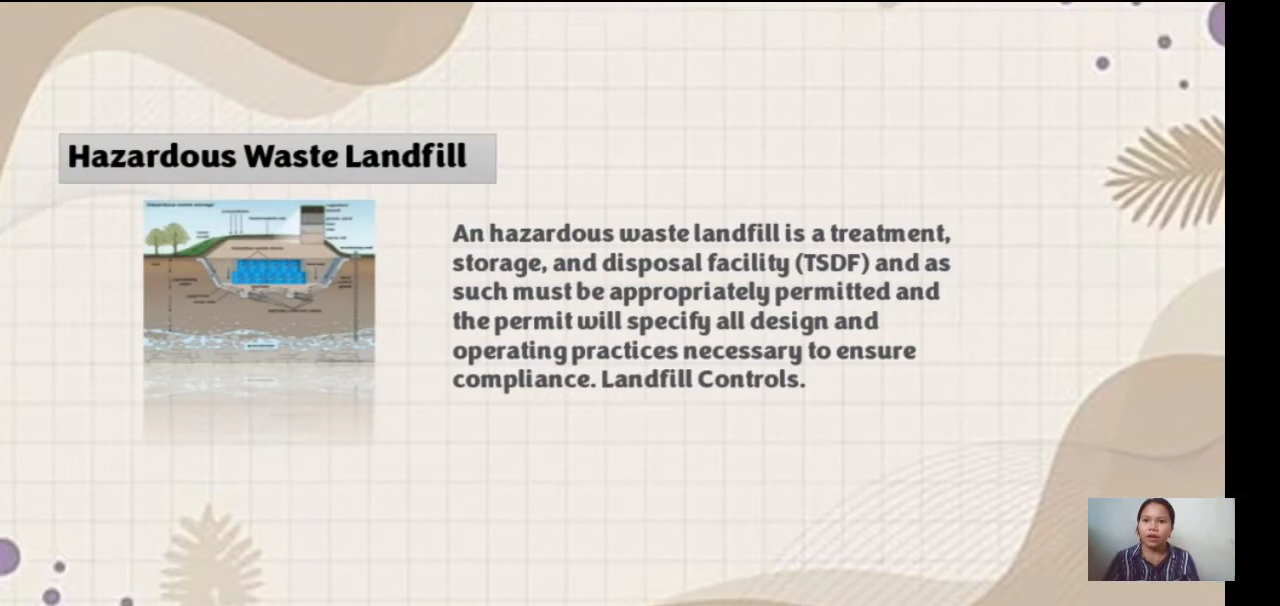 Hazardous Waste Landfill
An hazardous waste landfill is a treatment,
storage, and disposal facility (TSDF) and as
such must be appropriately permitted and
the permit will specify all design and
operating practices necessary to ensure
compliance. Landfill Controls.